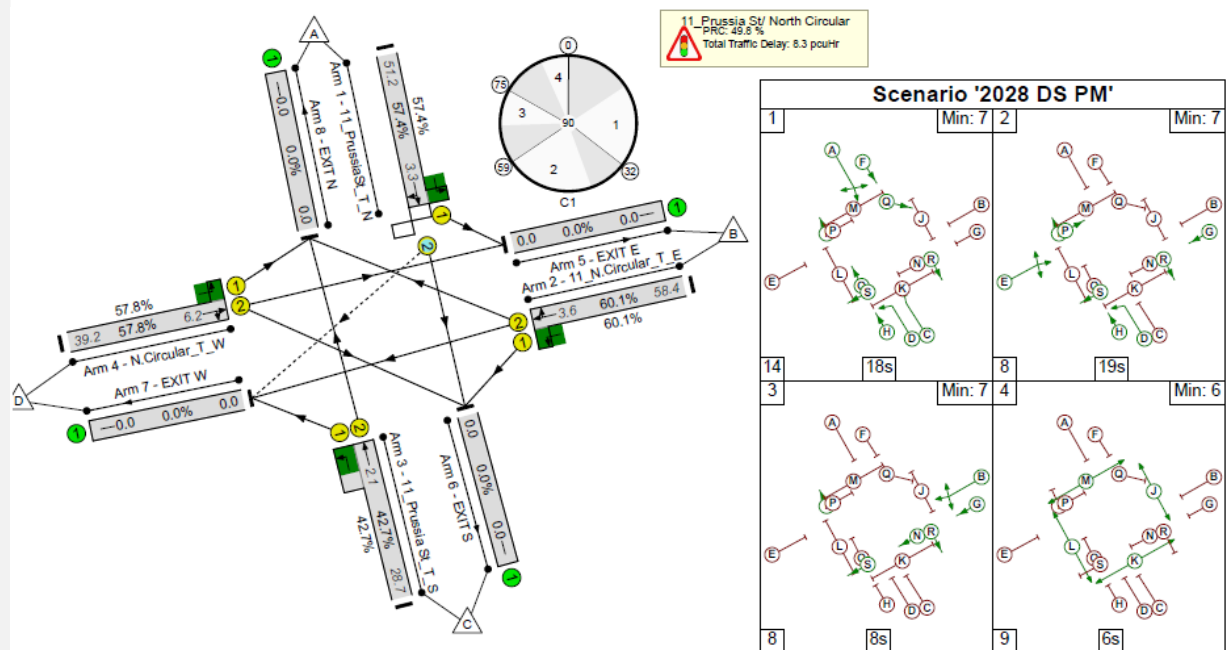 11_Prussia St/ North Circular
PRC: 49.8 %
Total Traffic Delay: 8.3 pcuHr
A
1
---0.0
0.0%
0.0
Arm 8 - EXIT N
Arm 1 - 11_PrussiaSt_T_N
51.2
57.4%
3.3
57.4%
1
2
0
4
75
3
90
1
59
2
32
C1
0.0
0.0%
0.0---
1
Arm 5 - EXIT E
Arm 2 - 11_N.Circular_T_E
B
2
1
3.6
60.1%
58.4
60.1%
57.8%
39.2
57.8%
6.2
1
2
Arm 4 - N.Circular_T_W
Arm 7 - EXIT W
D
1
---0.0
0.0%
0.0
1
2
2.1
42.7%
42.7%
28.7
Arm 3 - 11_Prussia St_T_S
Arm 6 - EXIT S
0.0
0.0%
0.0---
1
C
Scenario '2028 DS PM'
1
Min: 7
A
F
M
Q
J
B
G
P
E
L
S
N
R
K
H
D
C
14
18s
2
Min: 7
A
F
M
Q
J
B
G
P
E
L
S
N
R
K
H
D
C
8
19s
3
Min: 7
A
F
M
Q
J
B
G
P
E
L
S
N
R
K
H
D
C
8
8s
4
Min: 6
A
F
M
Q
J
B
G
P
E
L
S
N
R
K
H
D
C
9
6s